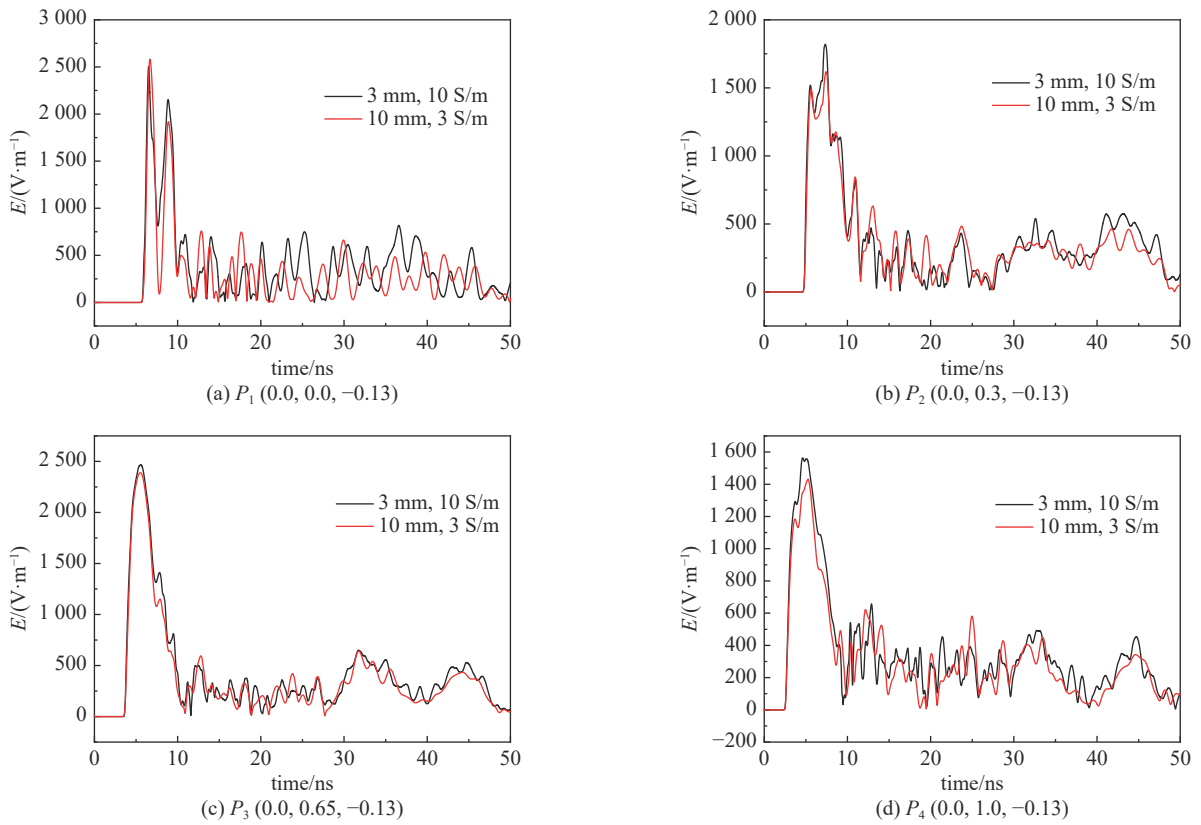 3 000
2 500
2 000
1 500
1 000
500
0
E/(V·m⁻¹)
3 mm, 10 S/m
10 mm, 3 S/m
0 10 20 30 40 50
time/ns
(a) P₁ (0.0, 0.0, −0.13)
2 000
1 500
1 000
500
0
E/(V·m⁻¹)
3 mm, 10 S/m
10 mm, 3 S/m
0 10 20 30 40 50
time/ns
(b) P₂ (0.0, 0.3, −0.13)
2 500
2 000
1 500
1 000
500
0
E/(V·m⁻¹)
3 mm, 10 S/m
10 mm, 3 S/m
0 10 20 30 40 50
time/ns
(c) P₃ (0.0, 0.65, −0.13)
1 600
1 400
1 200
1 000
800
600
400
200
0
−200
E/(V·m⁻¹)
3 mm, 10 S/m
10 mm, 3 S/m
0 10 20 30 40 50
time/ns
(d) P₄ (0.0, 1.0, −0.13)